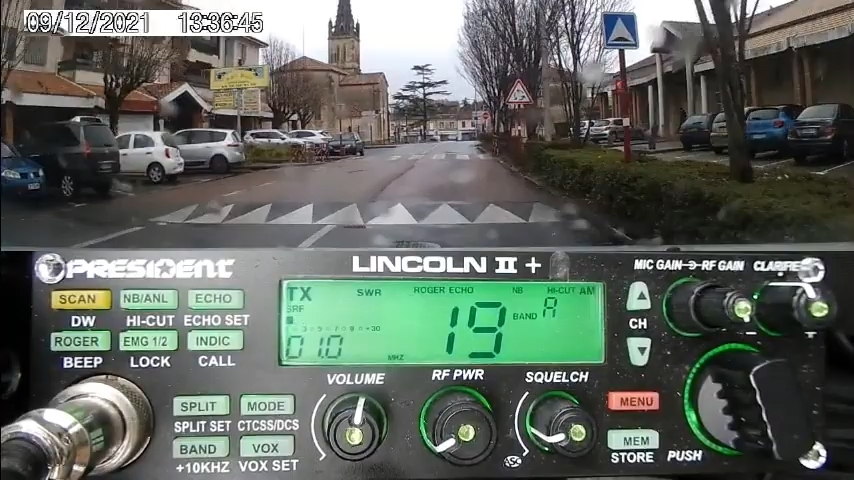 09/12/2021 13:36:45
PRESIDENT
LINCOLN II +
MIC GAIN RF GAIN CLARIFIER
SCAN NB/ANL ECHO
DW HI-CUT ECHO SET
ROGER EMG 1/2 INDIC
BEEP LOCK CALL
TX SWR ROGER ECHO NB HI-CUT AM
SRF
19 BAND A
01.0 MHZ
CH
VOLUME RF PWR SQUELCH
SPLIT MODE
SPLIT SET CTCSS/DCS
BAND VOX
+10KHZ VOX SET
ASC
MENU
MEM
STORE PUSH